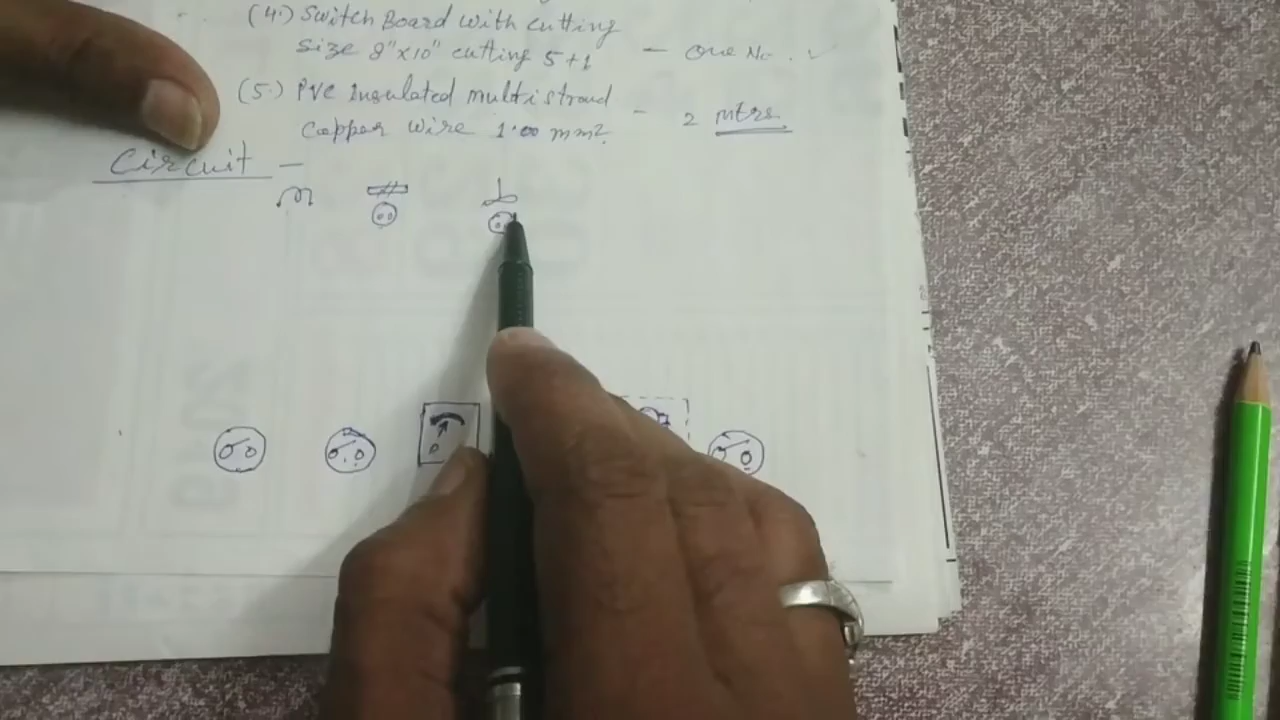 (4.) Switch Board with cutting
size 8"x10" cutting 5+1 — One No.
(5.) PVC Insulated multistrand
Copper wire 1.00 mm². — 2 Mtrs.
Circuit —